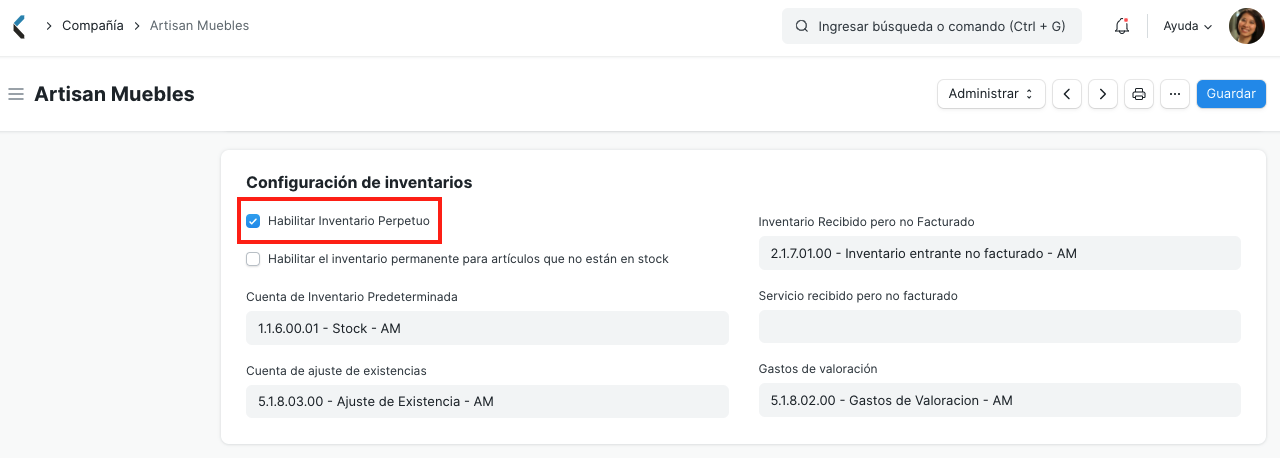 Compañía
Artisan Muebles
Ingresar búsqueda o comando (Ctrl + G)
Ayuda
Artisan Muebles
Administrar
Guardar
Configuración de inventarios
Habilitar Inventario Perpetuo
Habilitar el inventario permanente para artículos que no están en stock
Cuenta de Inventario Predeterminada
1.1.6.00.01 - Stock - AM
Cuenta de ajuste de existencias
5.1.8.03.00 - Ajuste de Existencia - AM
Inventario Recibido pero no Facturado
2.1.7.01.00 - Inventario entrante no facturado - AM
Servicio recibido pero no facturado
Gastos de valoración
5.1.8.02.00 - Gastos de Valoracion - AM